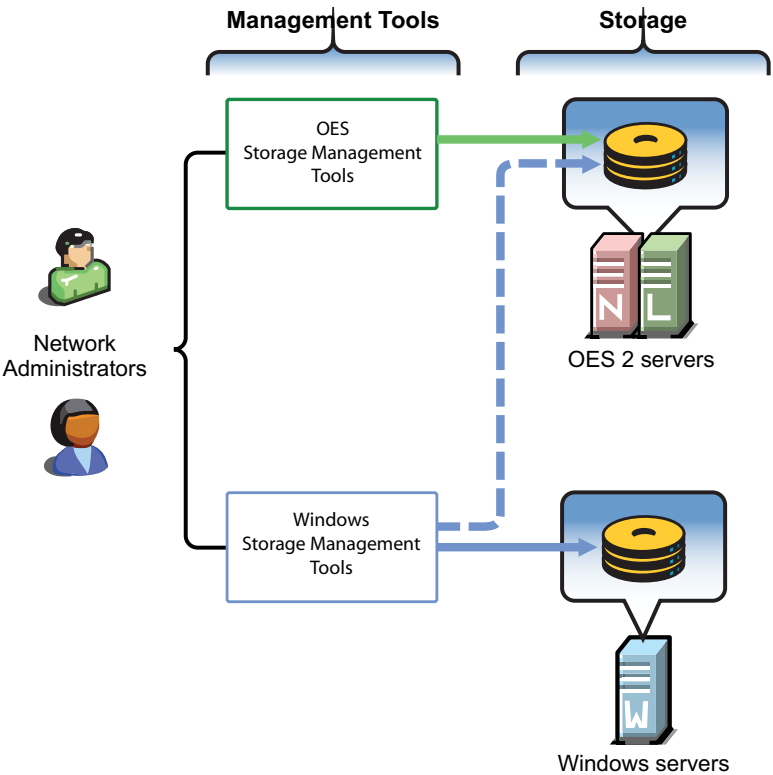 Management Tools
Storage
OES
Storage Management
Tools
N L
OES 2 servers
Network
Administrators
Windows
Storage Management
Tools
W
Windows servers